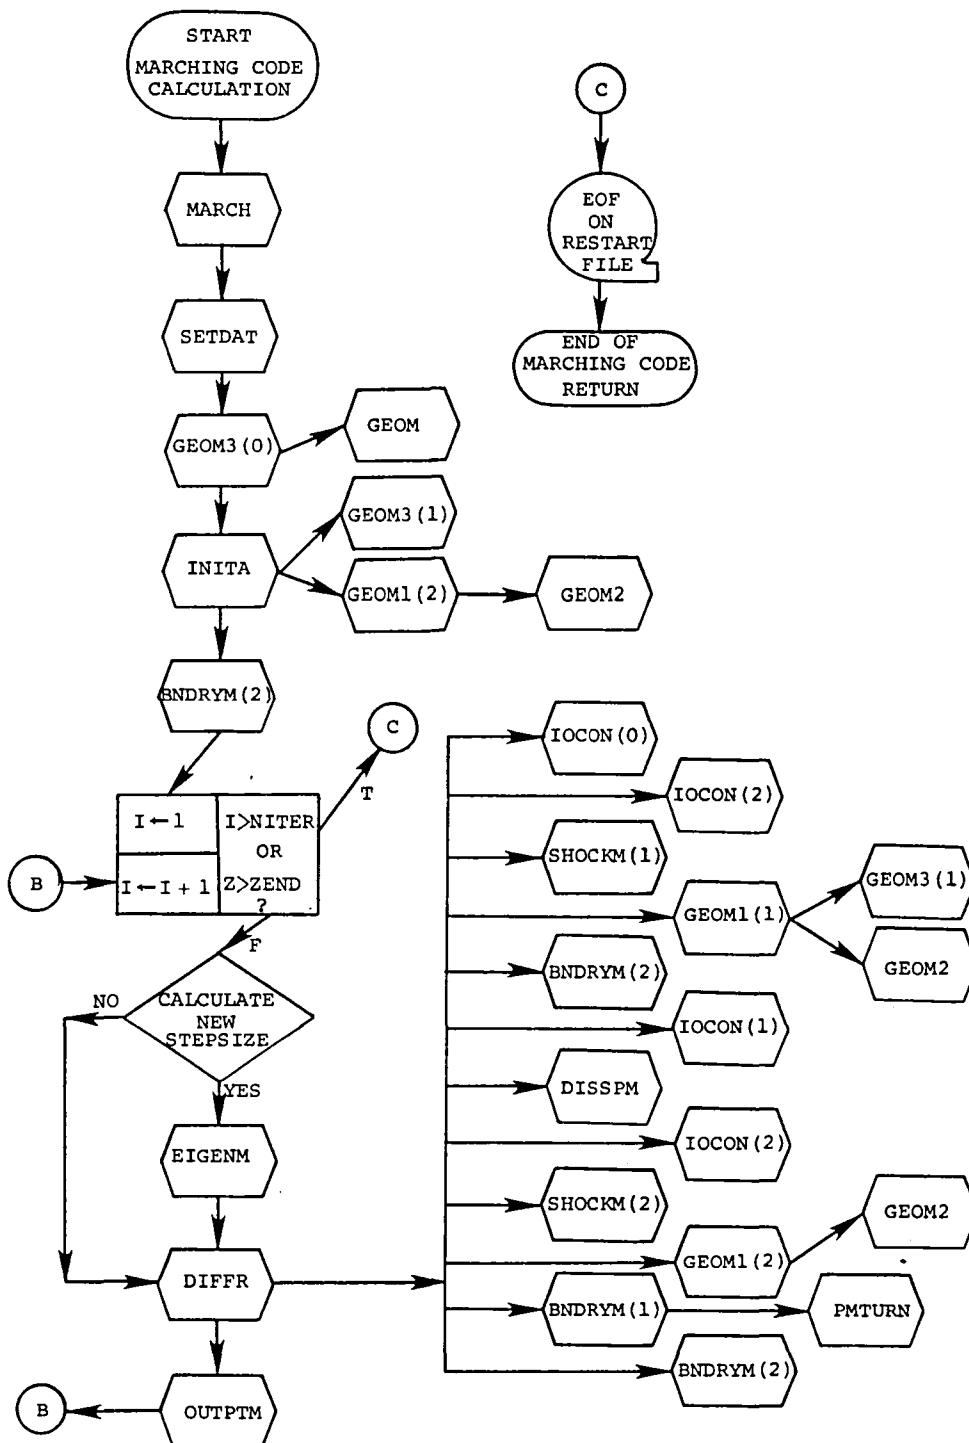 START
MARCHING CODE
CALCULATION
C
MARCH
EOF
ON
RESTART
FILE
SETDAT
END OF
MARCHING CODE
RETURN
GEOM3(0)
GEOM
GEOM3(1)
INITA
GEOM1(2)
GEOM2
BNDRYM(2)
C
T
I←1
I>NITER
OR
B
I←I+1
Z>ZEND
?
F
NO
CALCULATE
NEW
STEPSIZE
YES
EIGENM
DIFFR
B
OUTPTM
IOCON(0)
IOCON(2)
SHOCKM(1)
GEOM1(1)
GEOM3(1)
GEOM2
BNDRYM(2)
IOCON(1)
DISSPM
IOCON(2)
SHOCKM(2)
GEOM1(2)
GEOM2
BNDRYM(1)
PMTURN
BNDRYM(2)